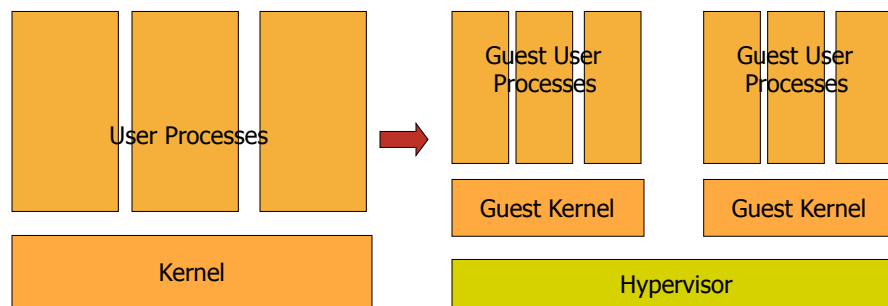 User Processes
Kernel
Guest User
Processes
Guest Kernel
Guest User
Processes
Guest Kernel
Hypervisor